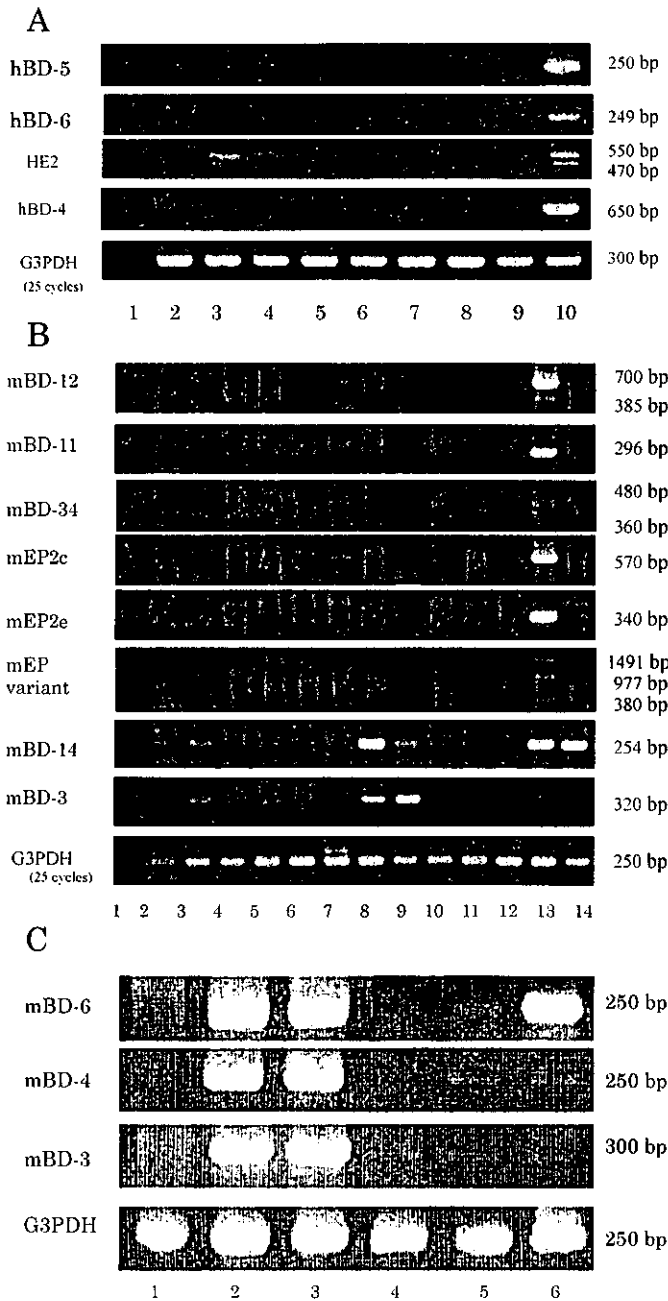 A
hBD-5 250 bp
hBD-6 249 bp
HE2 550 bp
470 bp
hBD-4 650 bp
G3PDH 300 bp
(25 cycles)
1 2 3 4 5 6 7 8 9 10
B
mBD-12 700 bp
385 bp
mBD-11 296 bp
mBD-34 480 bp
360 bp
mEP2c 570 bp
mEP2e 340 bp
mEP variant 1491 bp
977 bp
380 bp
mBD-14 254 bp
mBD-3 320 bp
G3PDH 250 bp
(25 cycles)
1 2 3 4 5 6 7 8 9 10 11 12 13 14
C
mBD-6 250 bp
mBD-4 250 bp
mBD-3 300 bp
G3PDH 250 bp
1 2 3 4 5 6